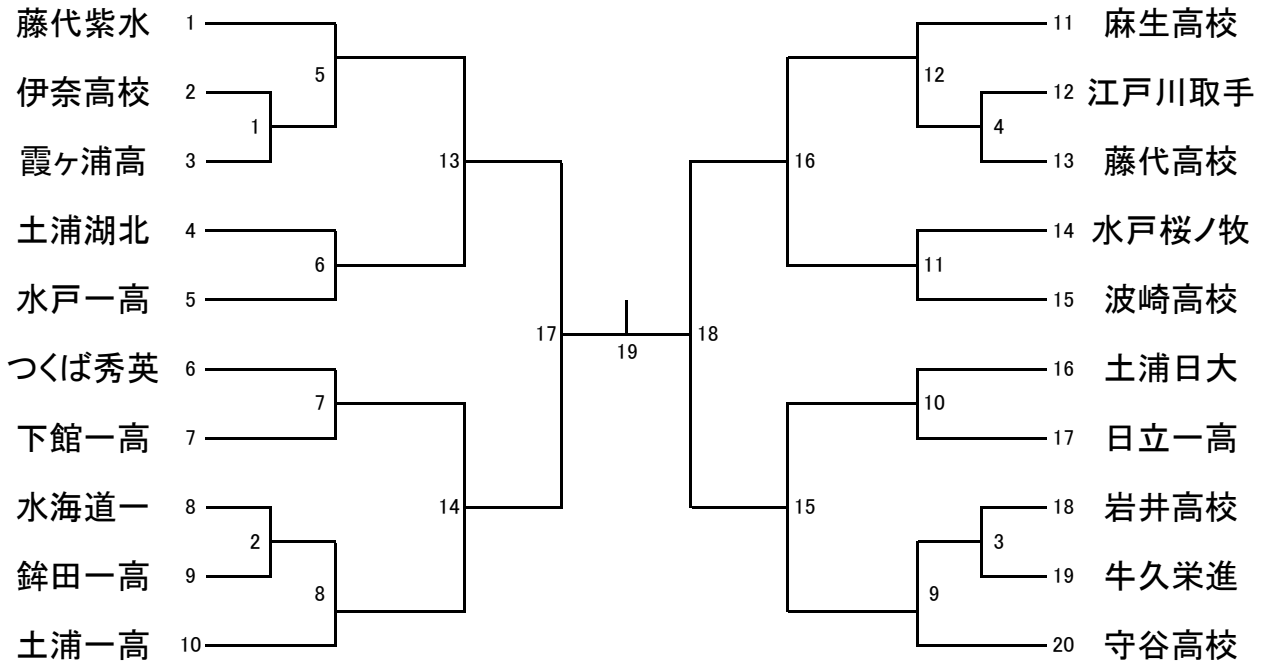 藤代紫水 1
伊奈高校 2
霞ヶ浦高 3
土浦湖北 4
水戸一高 5
つくば秀英 6
下館一高 7
水海道一 8
鉾田一高 9
土浦一高 10
1
2
5
6
7
8
13
14
17
19
18
16
15
12
11
10
9
4
3
11 麻生高校
12 江戸川取手
13 藤代高校
14 水戸桜ノ牧
15 波崎高校
16 土浦日大
17 日立一高
18 岩井高校
19 牛久栄進
20 守谷高校